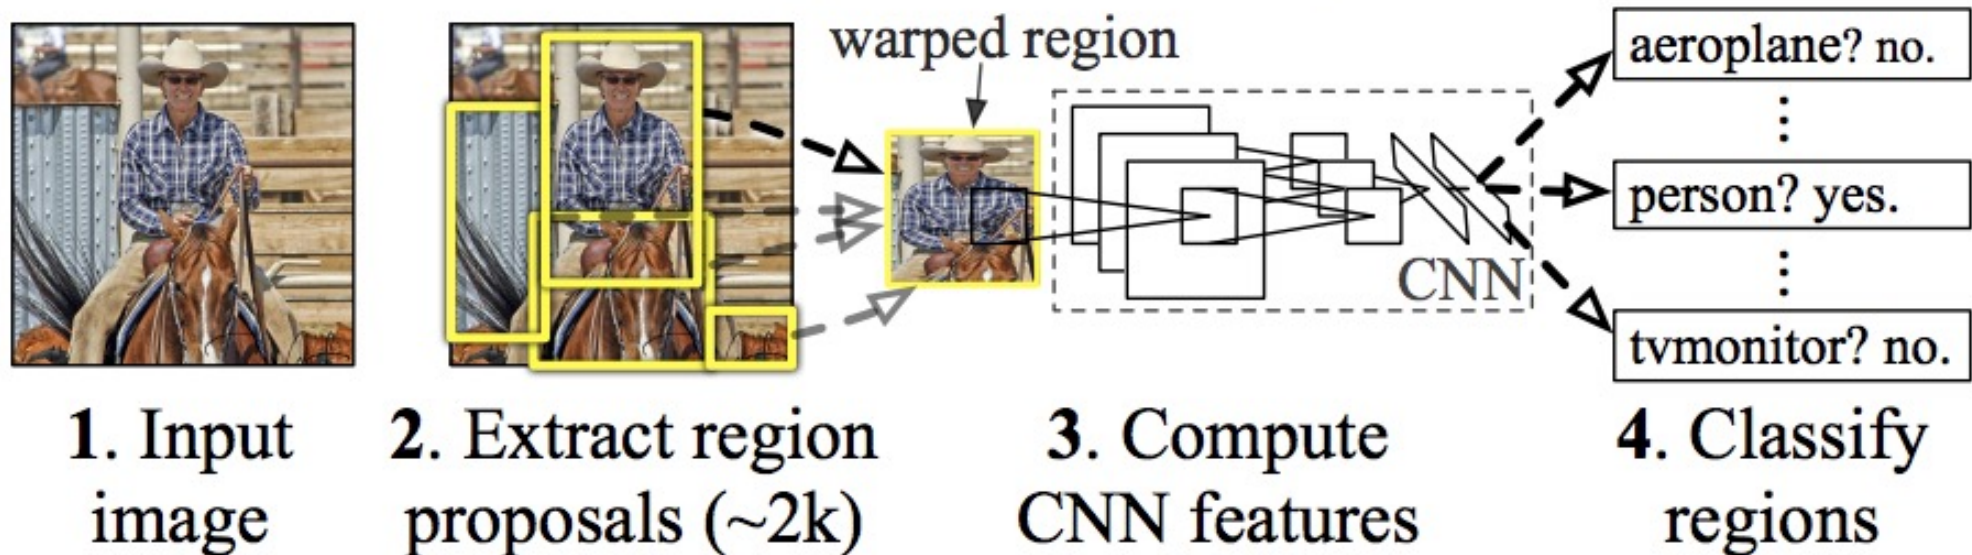 warped region
aeroplane? no.
person? yes.
CNN
tvmonitor? no.
1. Input
image
2. Extract region
proposals (~2k)
3. Compute
CNN features
4. Classify
regions